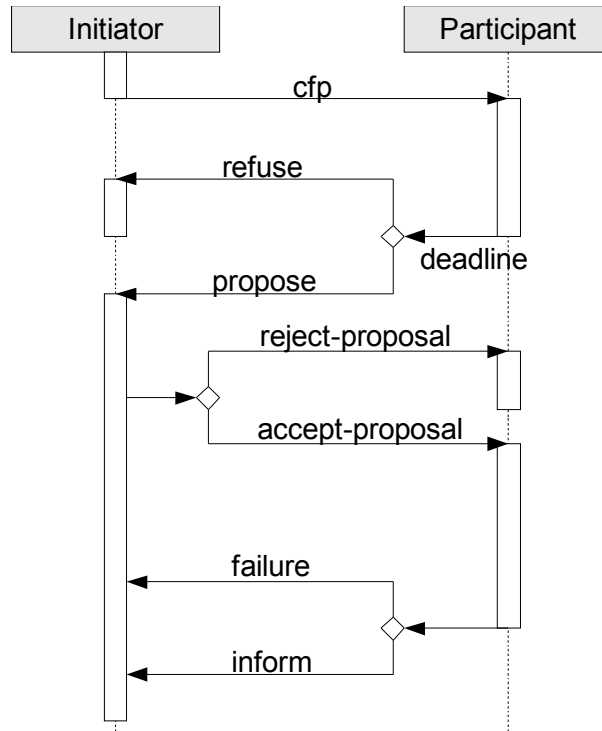 Initiator
Participant
cfp
refuse
deadline
propose
reject-proposal
accept-proposal
failure
inform